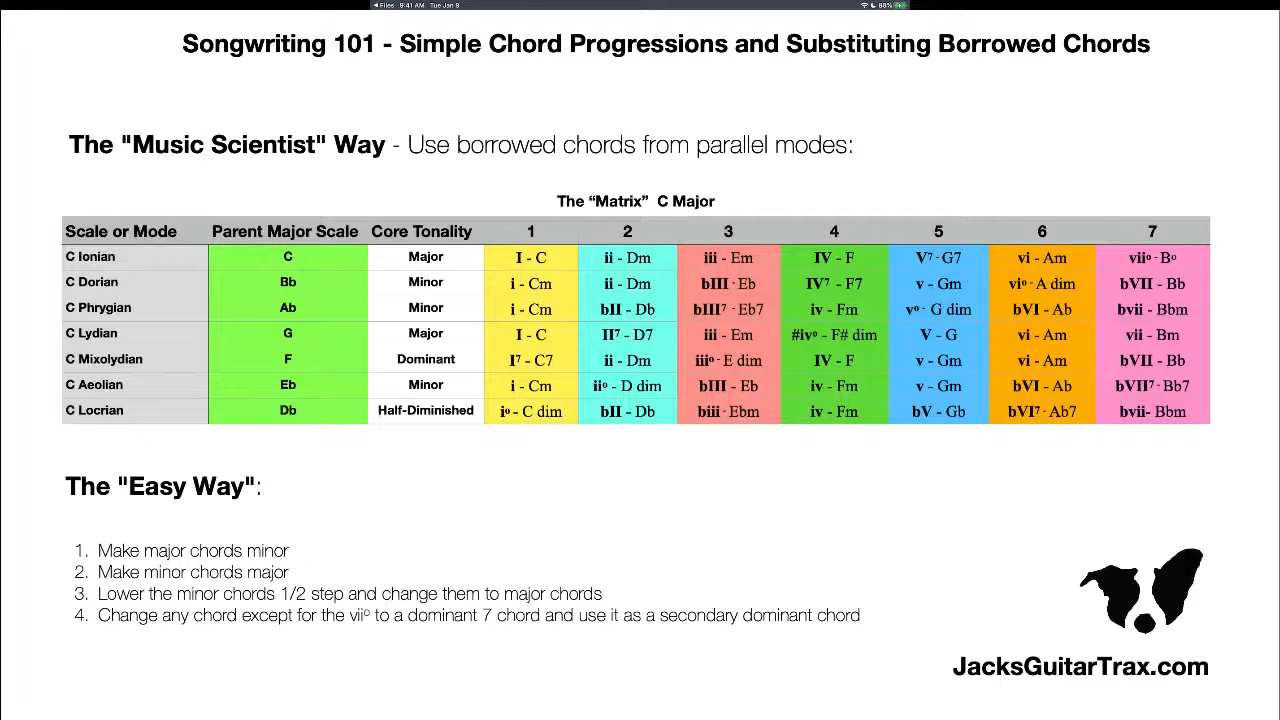 Files 9:41 AM Tue Jan 9 88%
Songwriting 101 - Simple Chord Progressions and Substituting Borrowed Chords
The "Music Scientist" Way - Use borrowed chords from parallel modes:
The “Matrix” C Major
Scale or Mode Parent Major Scale Core Tonality 1 2 3 4 5 6 7
C Ionian C Major I - C ii - Dm iii - Em IV - F V⁷ - G7 vi - Am viiº - Bº
C Dorian Bb Minor i - Cm ii - Dm bIII - Eb IV⁷ - F7 v - Gm viº - A dim bVII - Bb
C Phrygian Ab Minor i - Cm bII - Db bIII⁷ - Eb7 iv - Fm vº - G dim bVI - Ab bvii - Bbm
C Lydian G Major I - C II⁷ - D7 iii - Em #ivº - F# dim V - G vi - Am vii - Bm
C Mixolydian F Dominant I⁷ - C7 ii - Dm iiiº - E dim IV - F v - Gm vi - Am bVII - Bb
C Aeolian Eb Minor i - Cm iiº - D dim bIII - Eb iv - Fm v - Gm bVI - Ab bVII⁷ - Bb7
C Locrian Db Half-Diminished iº - C dim bII - Db biii - Ebm iv - Fm bV - Gb bVI⁷ - Ab7 bvii- Bbm
The "Easy Way":
1. Make major chords minor
2. Make minor chords major
3. Lower the minor chords 1/2 step and change them to major chords
4. Change any chord except for the viiº to a dominant 7 chord and use it as a secondary dominant chord
JacksGuitarTrax.com